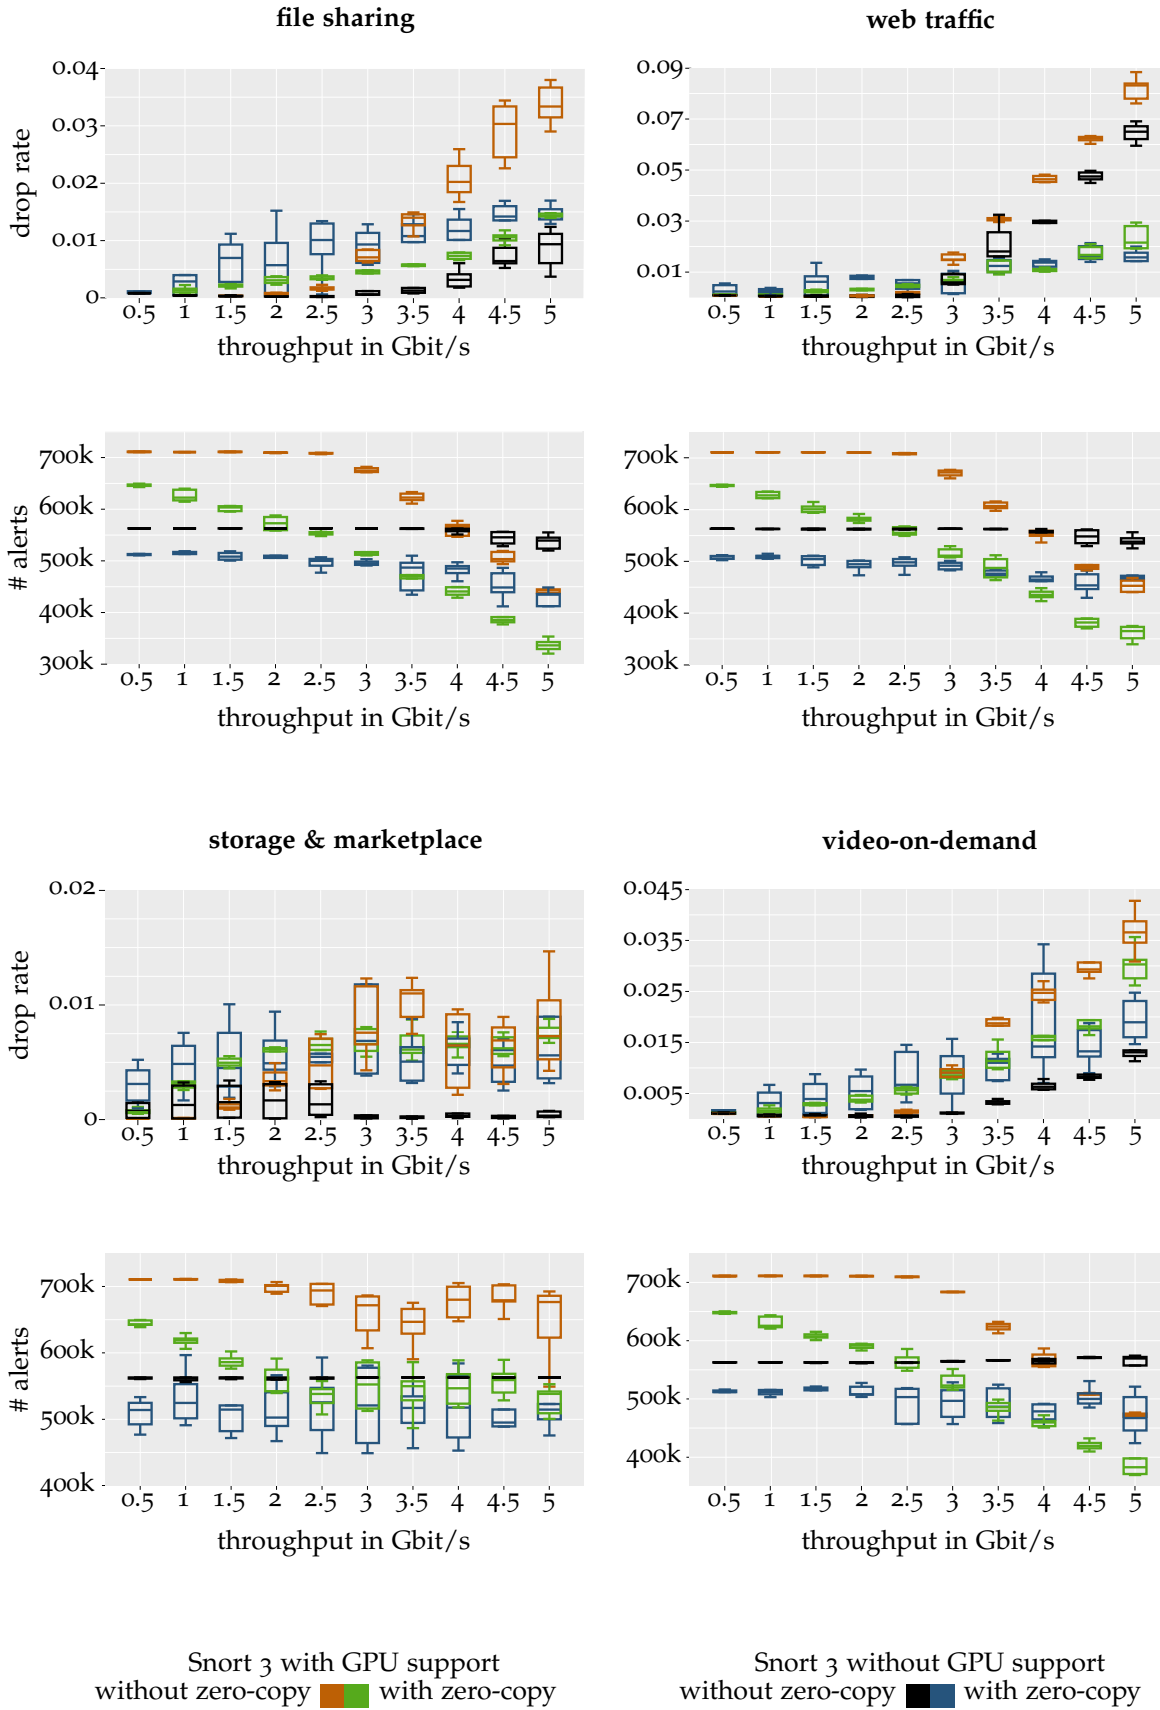 file sharing
web traffic
drop rate
0.04
0.03
0.02
0.01
0
0.5 1 1.5 2 2.5 3 3.5 4 4.5 5
throughput in Gbit/s
0.09
0.07
0.05
0.03
0.01
0.5 1 1.5 2 2.5 3 3.5 4 4.5 5
throughput in Gbit/s
# alerts
700k
600k
500k
400k
300k
0.5 1 1.5 2 2.5 3 3.5 4 4.5 5
throughput in Gbit/s
700k
600k
500k
400k
300k
0.5 1 1.5 2 2.5 3 3.5 4 4.5 5
throughput in Gbit/s
storage & marketplace
video-on-demand
drop rate
0.02
0.01
0
0.5 1 1.5 2 2.5 3 3.5 4 4.5 5
throughput in Gbit/s
0.045
0.035
0.025
0.015
0.005
0.5 1 1.5 2 2.5 3 3.5 4 4.5 5
throughput in Gbit/s
# alerts
700k
600k
500k
400k
0.5 1 1.5 2 2.5 3 3.5 4 4.5 5
throughput in Gbit/s
700k
600k
500k
400k
0.5 1 1.5 2 2.5 3 3.5 4 4.5 5
throughput in Gbit/s
Snort 3 with GPU support
without zero-copy with zero-copy
Snort 3 without GPU support
without zero-copy with zero-copy